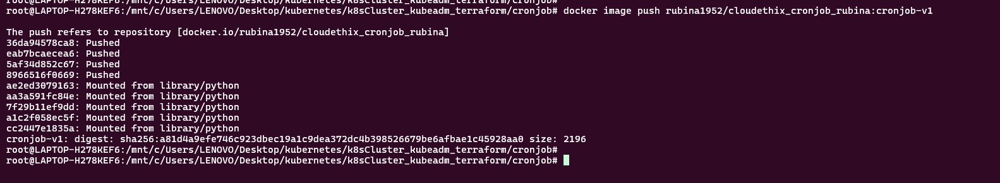 root@LAPTOP-H278KEF6:/mnt/c/Users/LENOVO/Desktop/kubernetes/k8sCluster_kubeadm_terraform/cronjob#
root@LAPTOP-H278KEF6:/mnt/c/Users/LENOVO/Desktop/kubernetes/k8sCluster_kubeadm_terraform/cronjob# docker image push rubina1952/cloudethix_cronjob_rubina:cronjob-v1
The push refers to repository [docker.io/rubina1952/cloudethix_cronjob_rubina]
36da94578ca8: Pushed
eab7bcaecea6: Pushed
5af34d852c67: Pushed
8966516f0669: Pushed
ae2ed3079163: Mounted from library/python
aa3a591fc84e: Mounted from library/python
7f29b11ef9dd: Mounted from library/python
a1c2f058ec5f: Mounted from library/python
cc2447e1835a: Mounted from library/python
cronjob-v1: digest: sha256:a81d4a9efe746c923dbec19a1c9dea372dc4b398526679be6afbae1c45928aa0 size: 2196
root@LAPTOP-H278KEF6:/mnt/c/Users/LENOVO/Desktop/kubernetes/k8sCluster_kubeadm_terraform/cronjob#
root@LAPTOP-H278KEF6:/mnt/c/Users/LENOVO/Desktop/kubernetes/k8sCluster_kubeadm_terraform/cronjob#